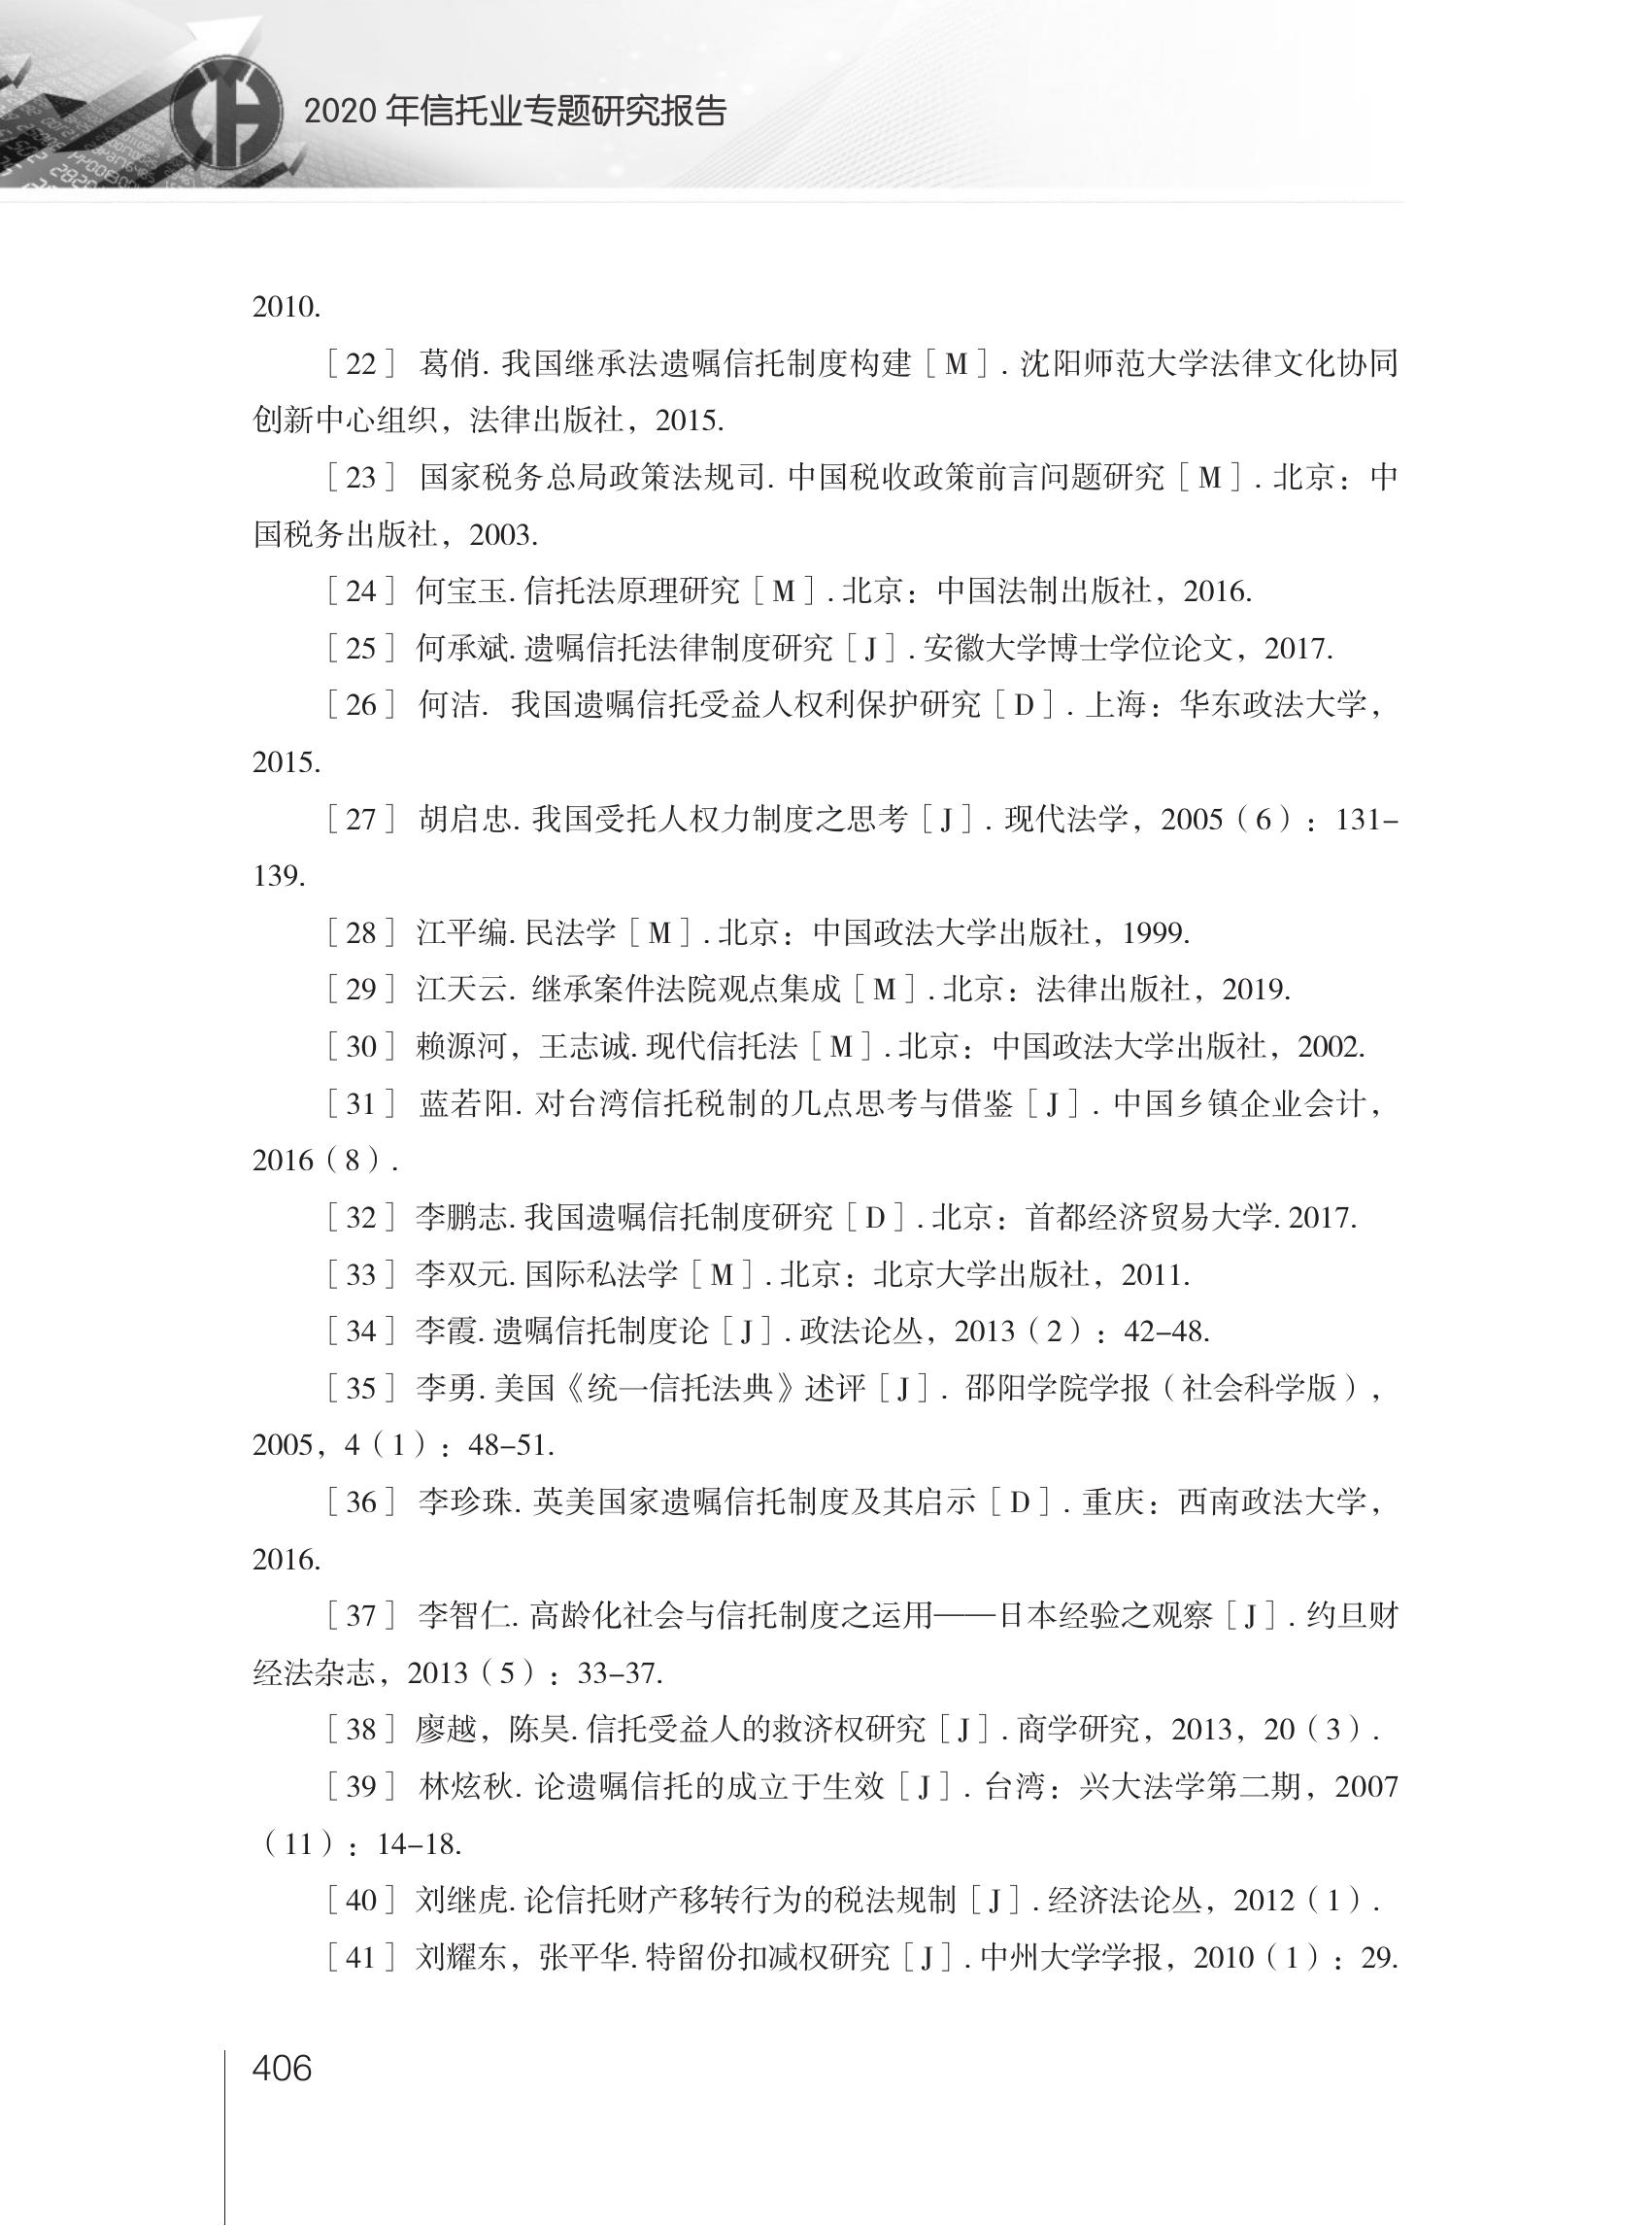 2020 年信托业专题研究报告
2010.
［22］ 葛俏. 我国继承法遗嘱信托制度构建［M］. 沈阳师范大学法律文化协同
创新中心组织，法律出版社，2015.
［23］ 国家税务总局政策法规司. 中国税收政策前言问题研究［M］. 北京：中
国税务出版社，2003.
［24］ 何宝玉. 信托法原理研究［M］. 北京：中国法制出版社，2016.
［25］ 何承斌. 遗嘱信托法律制度研究［J］. 安徽大学博士学位论文，2017.
［26］ 何洁. 我国遗嘱信托受益人权利保护研究［D］. 上海：华东政法大学，
2015.
［27］ 胡启忠. 我国受托人权力制度之思考［J］. 现代法学，2005（6）：131–
139.
［28］ 江平编. 民法学［M］. 北京：中国政法大学出版社，1999.
［29］ 江天云. 继承案件法院观点集成［M］. 北京：法律出版社，2019.
［30］ 赖源河，王志诚. 现代信托法［M］. 北京：中国政法大学出版社，2002.
［31］ 蓝若阳. 对台湾信托税制的几点思考与借鉴［J］. 中国乡镇企业会计，
2016（8）.
［32］ 李鹏志. 我国遗嘱信托制度研究［D］. 北京：首都经济贸易大学. 2017.
［33］ 李双元. 国际私法学［M］. 北京：北京大学出版社，2011.
［34］ 李霞. 遗嘱信托制度论［J］. 政法论丛，2013（2）：42–48.
［35］ 李勇. 美国《统一信托法典》述评［J］. 邵阳学院学报（社会科学版），
2005，4（1）：48–51.
［36］ 李珍珠. 英美国家遗嘱信托制度及其启示［D］. 重庆：西南政法大学，
2016.
［37］ 李智仁. 高龄化社会与信托制度之运用——日本经验之观察［J］. 约旦财
经法杂志，2013（5）：33–37.
［38］ 廖越，陈昊. 信托受益人的救济权研究［J］. 商学研究，2013，20（3）.
［39］ 林炫秋. 论遗嘱信托的成立于生效［J］. 台湾：兴大法学第二期，2007
（11）：14–18.
［40］ 刘继虎. 论信托财产移转行为的税法规制［J］. 经济法论丛，2012（1）.
［41］ 刘耀东，张平华. 特留份扣减权研究［J］. 中州大学学报，2010（1）：29.
406